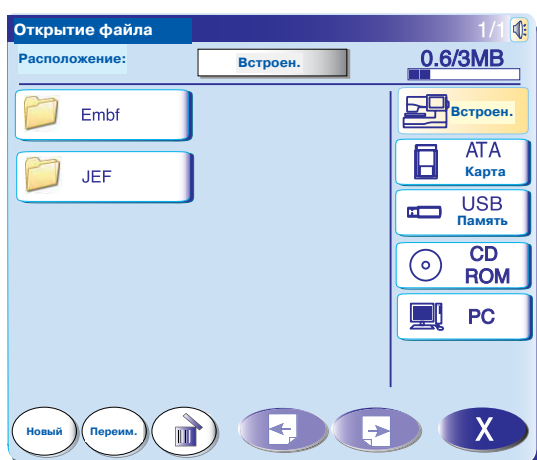 Открытие файла 1/1
Расположение: Встроен. 0.6/3MB
Embf
JEF
Встроен.
ATA
Карта
USB
Память
CD
ROM
PC
Новый Переим. X